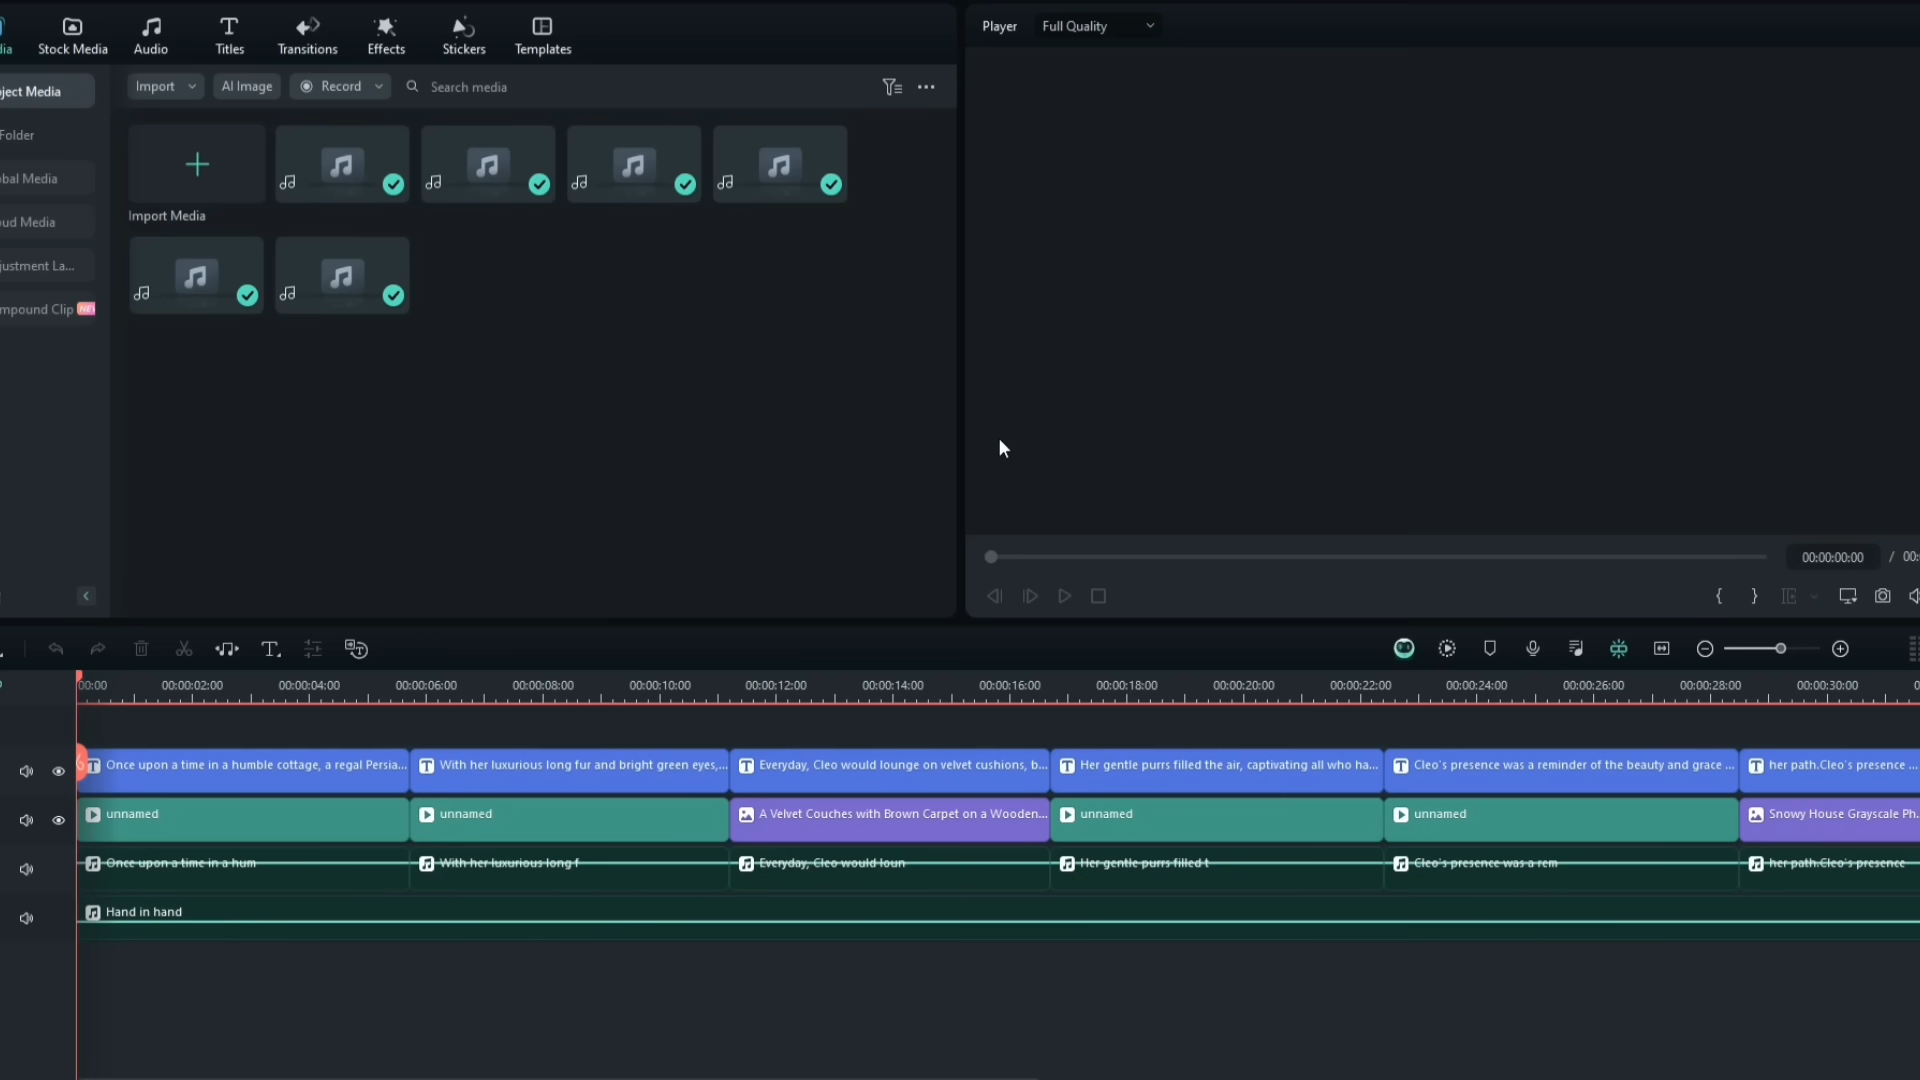 dia
Stock Media
Audio
Titles
Transitions
Effects
Stickers
Templates
Player
Full Quality
ject Media
Import
AI Image
Record
Search media
Folder
bal Media
Import Media
oud Media
justment La...
mpound Clip
00:00:00:00 / 00:
00:00
00:00:02:00
00:00:04:00
00:00:06:00
00:00:08:00
00:00:10:00
00:00:12:00
00:00:14:00
00:00:16:00
00:00:18:00
00:00:20:00
00:00:22:00
00:00:24:00
00:00:26:00
00:00:28:00
00:00:30:00
Once upon a time in a humble cottage, a regal Persia...
With her luxurious long fur and bright green eyes,...
Everyday, Cleo would lounge on velvet cushions, b...
Her gentle purrs filled the air, captivating all who ha...
Cleo's presence was a reminder of the beauty and grace ...
her path.Cleo's presence ...
unnamed
unnamed
A Velvet Couches with Brown Carpet on a Wooden...
unnamed
unnamed
Snowy House Grayscale Ph...
Once upon a time in a hum
With her luxurious long f
Everyday, Cleo would loun
Her gentle purrs filled t
Cleo's presence was a rem
her path.Cleo's presence
Hand in hand